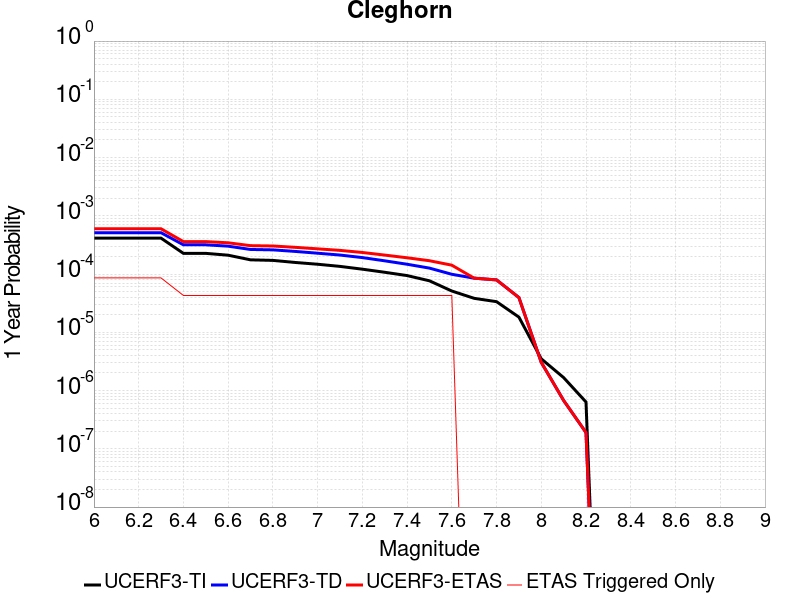 Cleghorn
10^0
10^-1
10^-2
10^-3
10^-4
10^-5
10^-6
10^-7
10^-8
1 Year Probability
6 6.2 6.4 6.6 6.8 7 7.2 7.4 7.6 7.8 8 8.2 8.4 8.6 8.8 9
Magnitude
UCERF3-TI UCERF3-TD UCERF3-ETAS ETAS Triggered Only